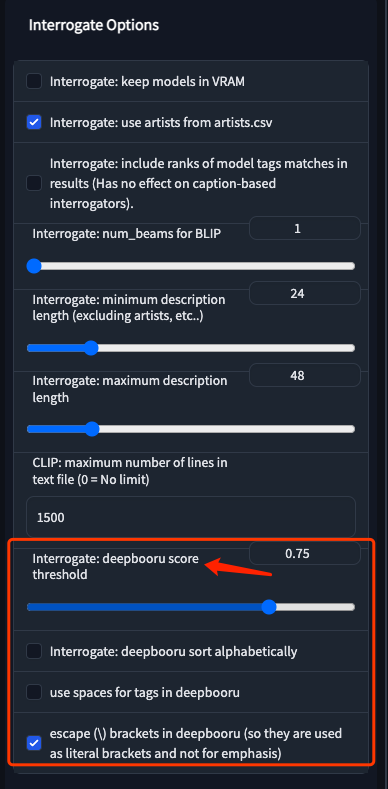 Interrogate Options
Interrogate: keep models in VRAM
Interrogate: use artists from artists.csv
Interrogate: include ranks of model tags matches in
results (Has no effect on caption-based
interrogators).
Interrogate: num_beams for BLIP
1
Interrogate: minimum description
length (excluding artists, etc..)
24
Interrogate: maximum description
length
48
CLIP: maximum number of lines in
text file (0 = No limit)
1500
Interrogate: deepbooru score
threshold
0.75
Interrogate: deepbooru sort alphabetically
use spaces for tags in deepbooru
escape (\) brackets in deepbooru (so they are used
as literal brackets and not for emphasis)